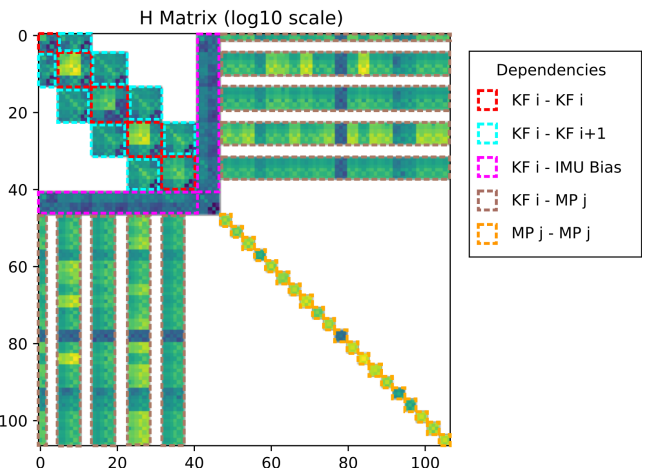 H Matrix (log10 scale)
0
20
40
60
80
100
0
20
40
60
80
100
Dependencies
KF i - KF i
KF i - KF i+1
KF i - IMU Bias
KF i - MP j
MP j - MP j